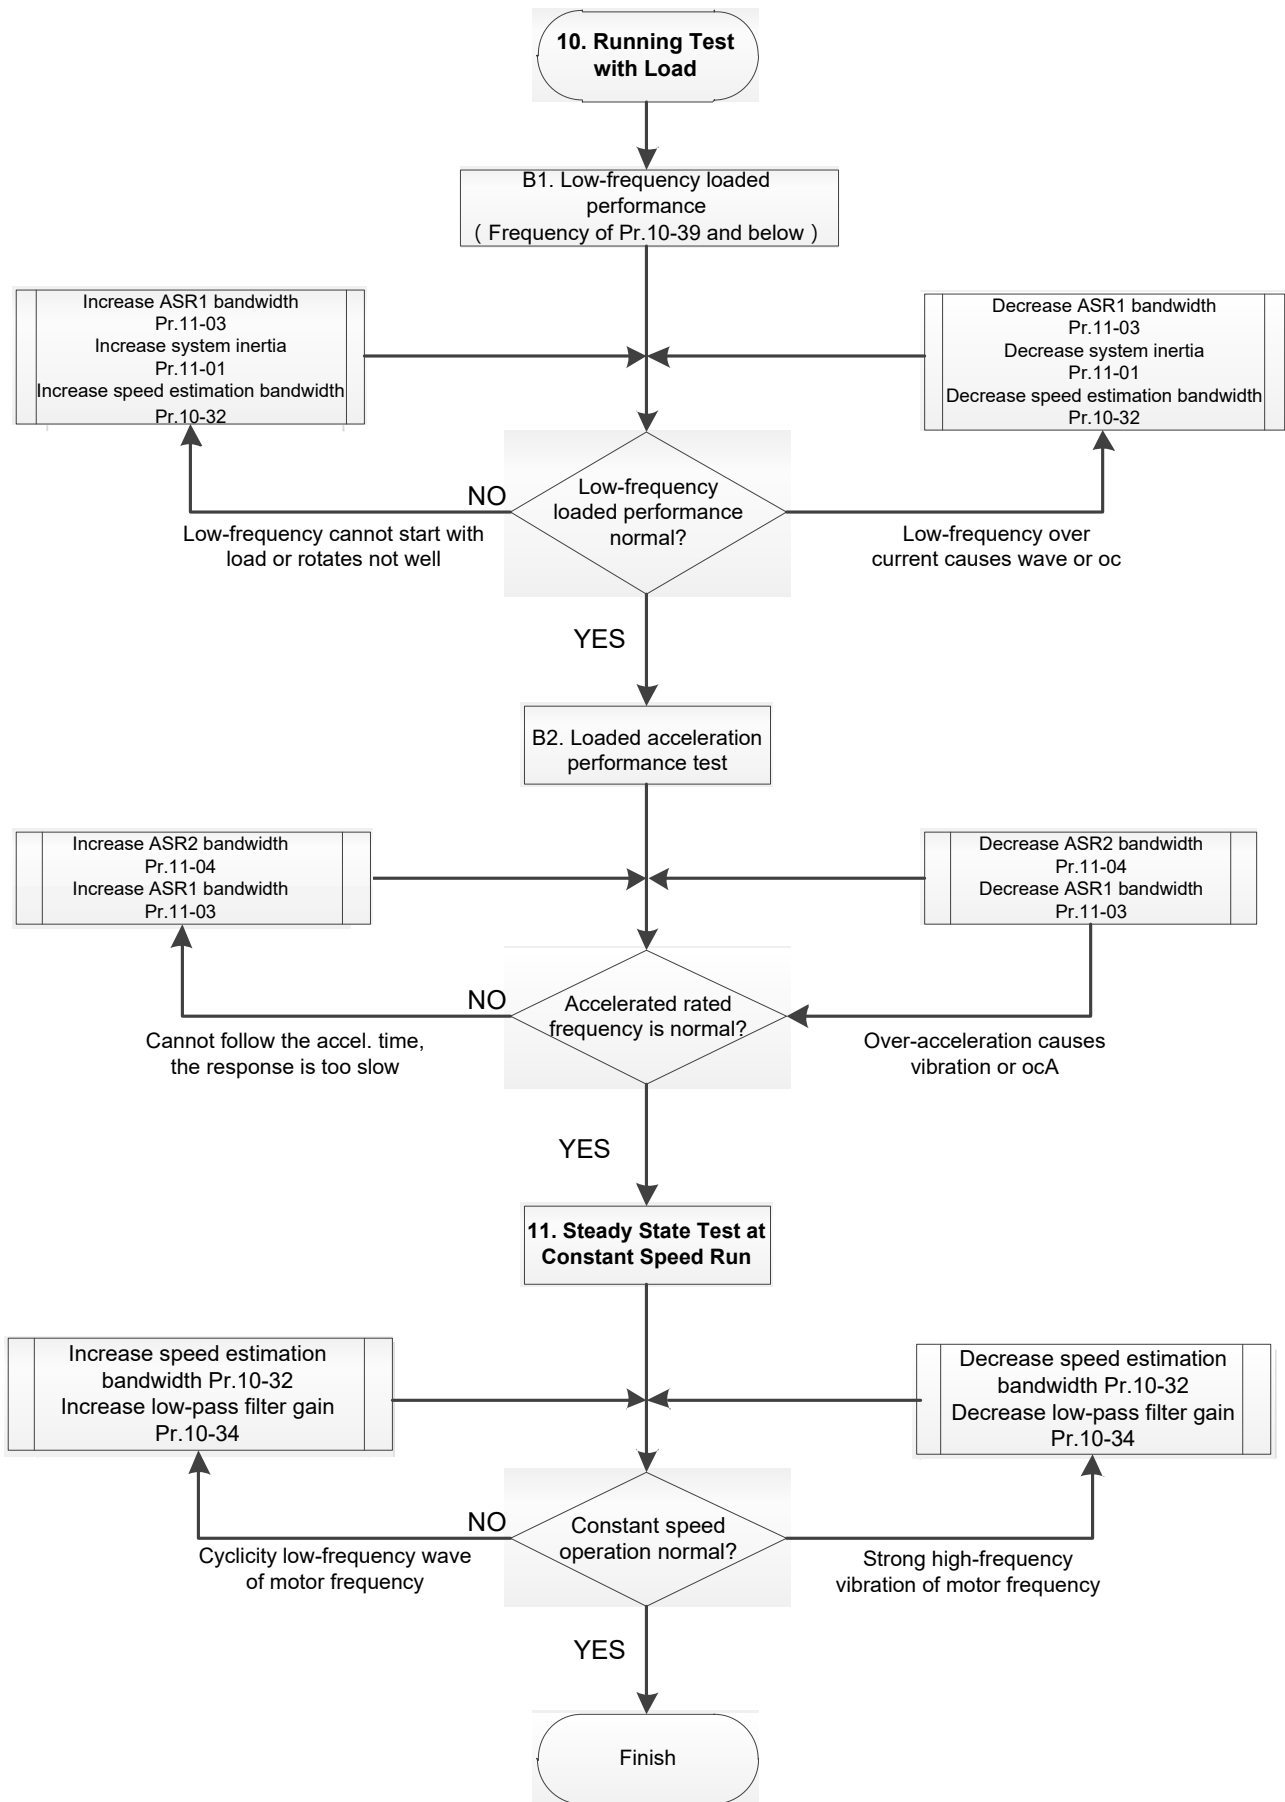 10. Running Test
with Load
B1. Low-frequency loaded
performance
( Frequency of Pr.10-39 and below )
Increase ASR1 bandwidth
Pr.11-03
Increase system inertia
Pr.11-01
Increase speed estimation bandwidth
Pr.10-32
Decrease ASR1 bandwidth
Pr.11-03
Decrease system inertia
Pr.11-01
Decrease speed estimation bandwidth
Pr.10-32
NO
Low-frequency cannot start with
load or rotates not well
Low-frequency
loaded performance
normal?
Low-frequency over
current causes wave or oc
YES
B2. Loaded acceleration
performance test
Increase ASR2 bandwidth
Pr.11-04
Increase ASR1 bandwidth
Pr.11-03
Decrease ASR2 bandwidth
Pr.11-04
Decrease ASR1 bandwidth
Pr.11-03
NO
Cannot follow the accel. time,
the response is too slow
Accelerated rated
frequency is normal?
Over-acceleration causes
vibration or ocA
YES
11. Steady State Test at
Constant Speed Run
Increase speed estimation
bandwidth Pr.10-32
Increase low-pass filter gain
Pr.10-34
Decrease speed estimation
bandwidth Pr.10-32
Decrease low-pass filter gain
Pr.10-34
NO
Cyclicity low-frequency wave
of motor frequency
Constant speed
operation normal?
Strong high-frequency
vibration of motor frequency
YES
Finish